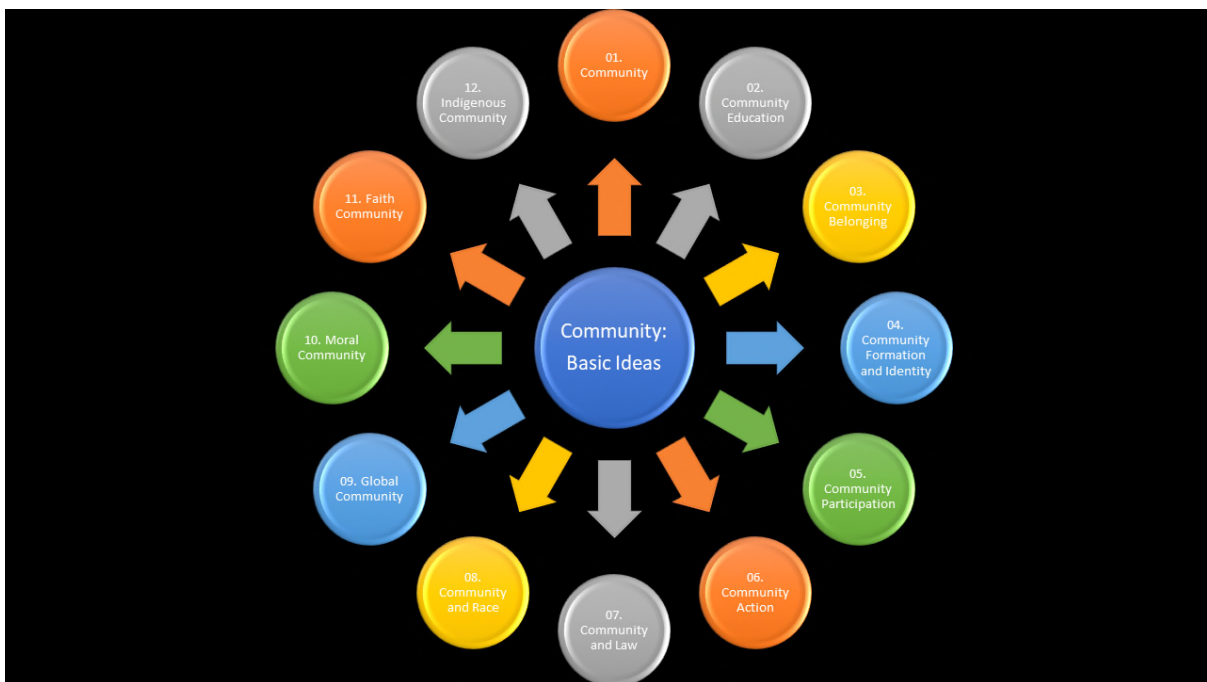 Community:
Basic Ideas
01.
Community
02.
Community
Education
03.
Community
Belonging
04.
Community
Formation
and Identity
05.
Community
Participation
06.
Community
Action
07.
Community
and Law
08.
Community
and Race
09. Global
Community
10. Moral
Community
11. Faith
Community
12.
Indigenous
Community